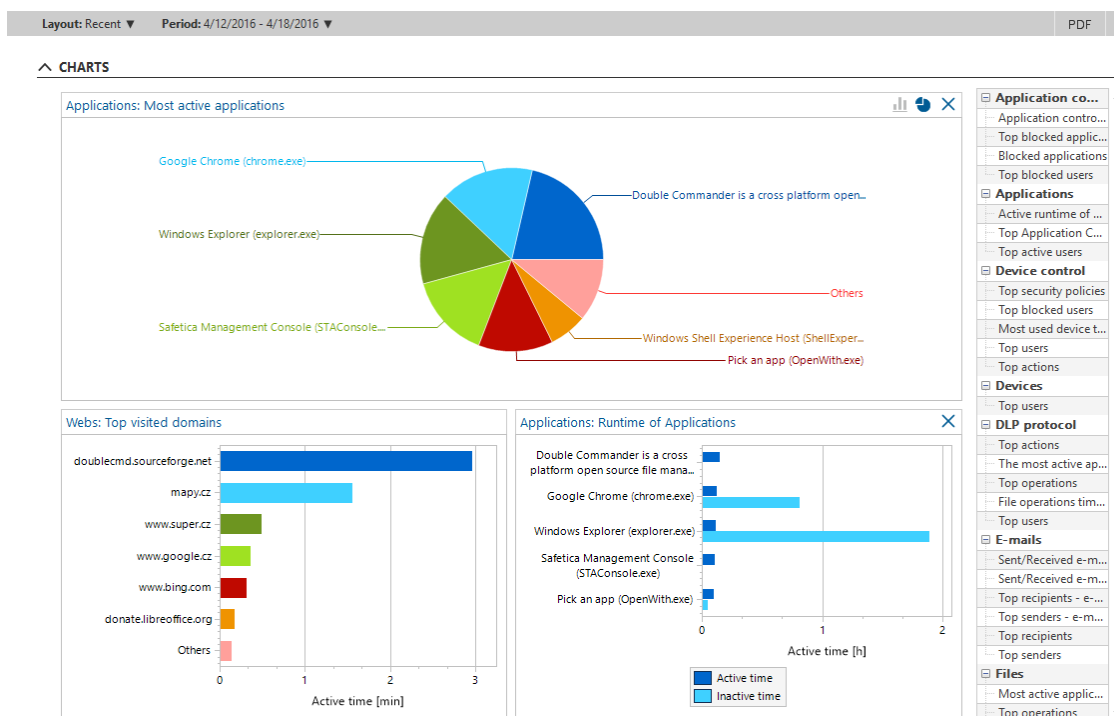 Layout: Recent ▼ Period: 4/12/2016 - 4/18/2016 ▼ PDF
CHARTS
Applications: Most active applications
Google Chrome (chrome.exe)
Double Commander is a cross platform open...
Windows Explorer (explorer.exe)
Others
Safetica Management Console (STAConsole....
Windows Shell Experience Host (ShellExper...
Pick an app (OpenWith.exe)
Webs: Top visited domains
doublecmd.sourceforge.net
mapy.cz
www.super.cz
www.google.cz
www.bing.com
donate.libreoffice.org
Others
0 1 2 3
Active time [min]
Applications: Runtime of Applications
Double Commander is a cross
platform open source file mana...
Google Chrome (chrome.exe)
Windows Explorer (explorer.exe)
Safetica Management Console
(STAConsole.exe)
Pick an app (OpenWith.exe)
0 1 2
Active time [h]
Active time
Inactive time
Application co...
Application contro...
Top blocked applic...
Blocked applications
Top blocked users
Applications
Active runtime of ...
Top Application C...
Top active users
Device control
Top security policies
Top blocked users
Most used device t...
Top users
Top actions
Devices
Top users
DLP protocol
Top actions
The most active ap...
Top operations
File operations tim...
Top users
E-mails
Sent/Received e-m...
Sent/Received e-m...
Top recipients - e-...
Top senders - e-m...
Top recipients
Top senders
Files
Most active applic...
Top operations